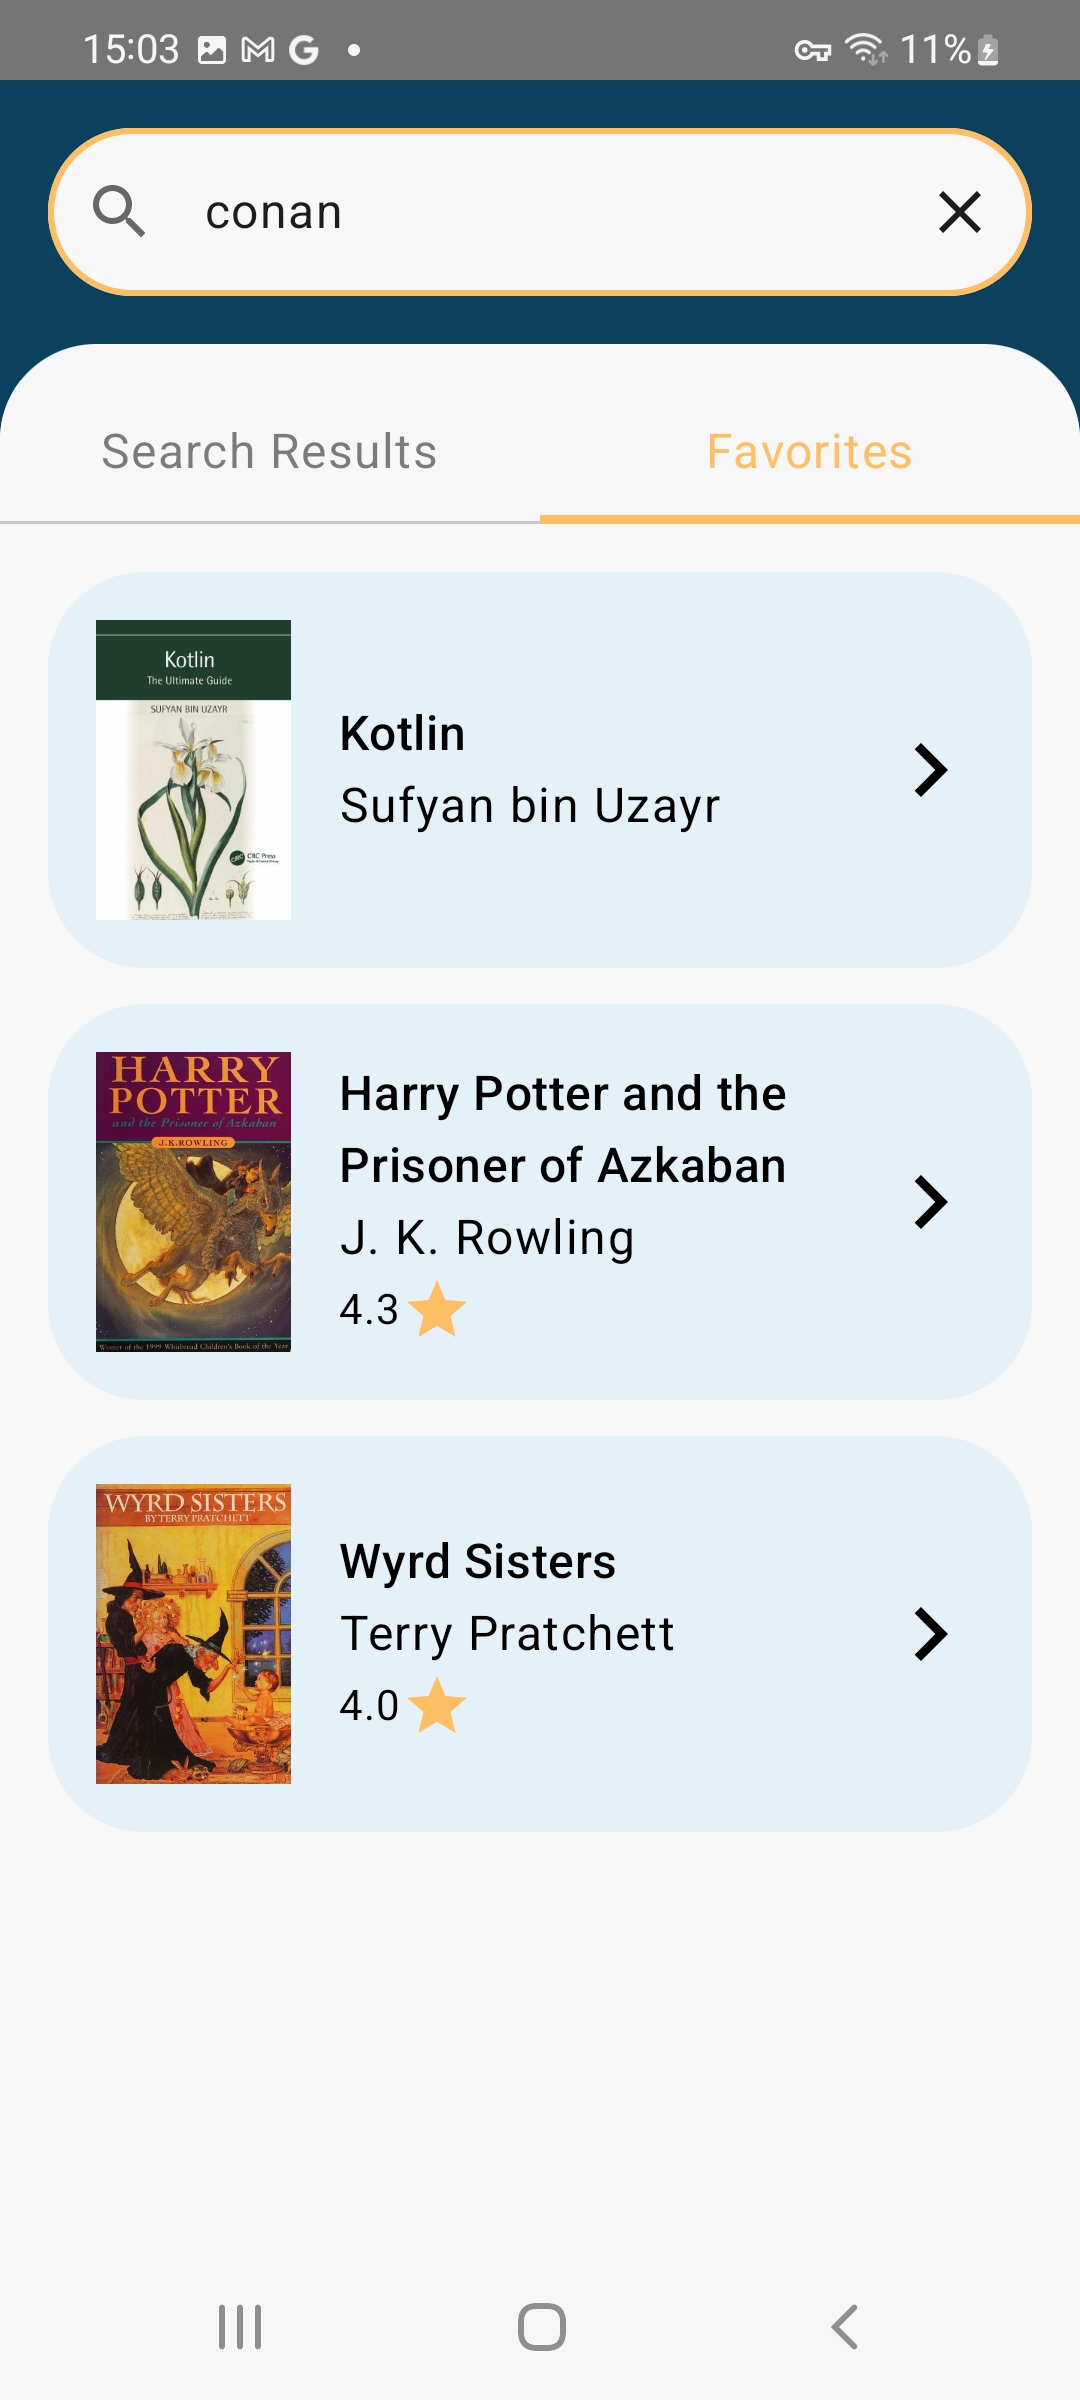 15:03
11%
conan
Search Results
Favorites
Kotlin
The Ultimate Guide
SUFYAN BIN UZAYR
CRC Press
Kotlin
Sufyan bin Uzayr
HARRY
POTTER
and the Prisoner of Azkaban
J.K.ROWLING
Winner of the 1999 Whitbread Children's Book of the Year
Harry Potter and the
Prisoner of Azkaban
J. K. Rowling
4.3
WYRD SISTERS
BY TERRY PRATCHETT
Wyrd Sisters
Terry Pratchett
4.0